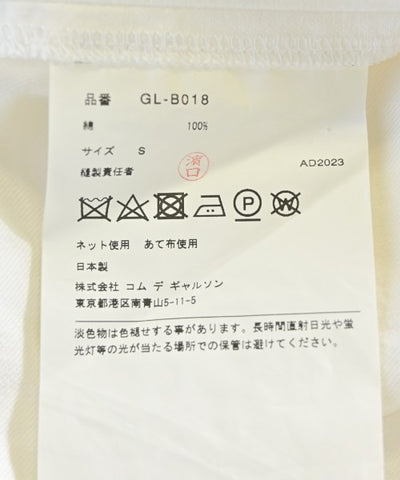 品番 GL-B018
綿 100%
サイズ S
縫製責任者
濱口
AD2023
P
W
ネット使用 あて布使用
日本製
株式会社 コム デ ギャルソン
東京都港区南青山5-11-5
淡色物は色褪せする事があります。長時間直射日光や蛍
光灯等の光が当たる場所での保管は避けてください。